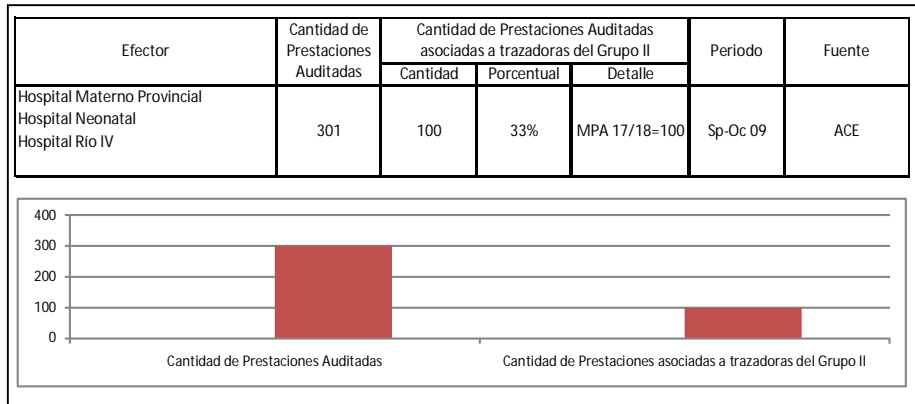 Efector
Cantidad de
Prestaciones
Auditadas
Cantidad de Prestaciones Auditadas
asociadas a trazadoras del Grupo II
Periodo
Fuente
Cantidad
Porcentual
Detalle
Hospital Materno Provincial
Hospital Neonatal
Hospital Río IV
301
100
33%
MPA 17/18=100
Sp-Oc 09
ACE
400
300
200
100
0
Cantidad de Prestaciones Auditadas
Cantidad de Prestaciones asociadas a trazadoras del Grupo II